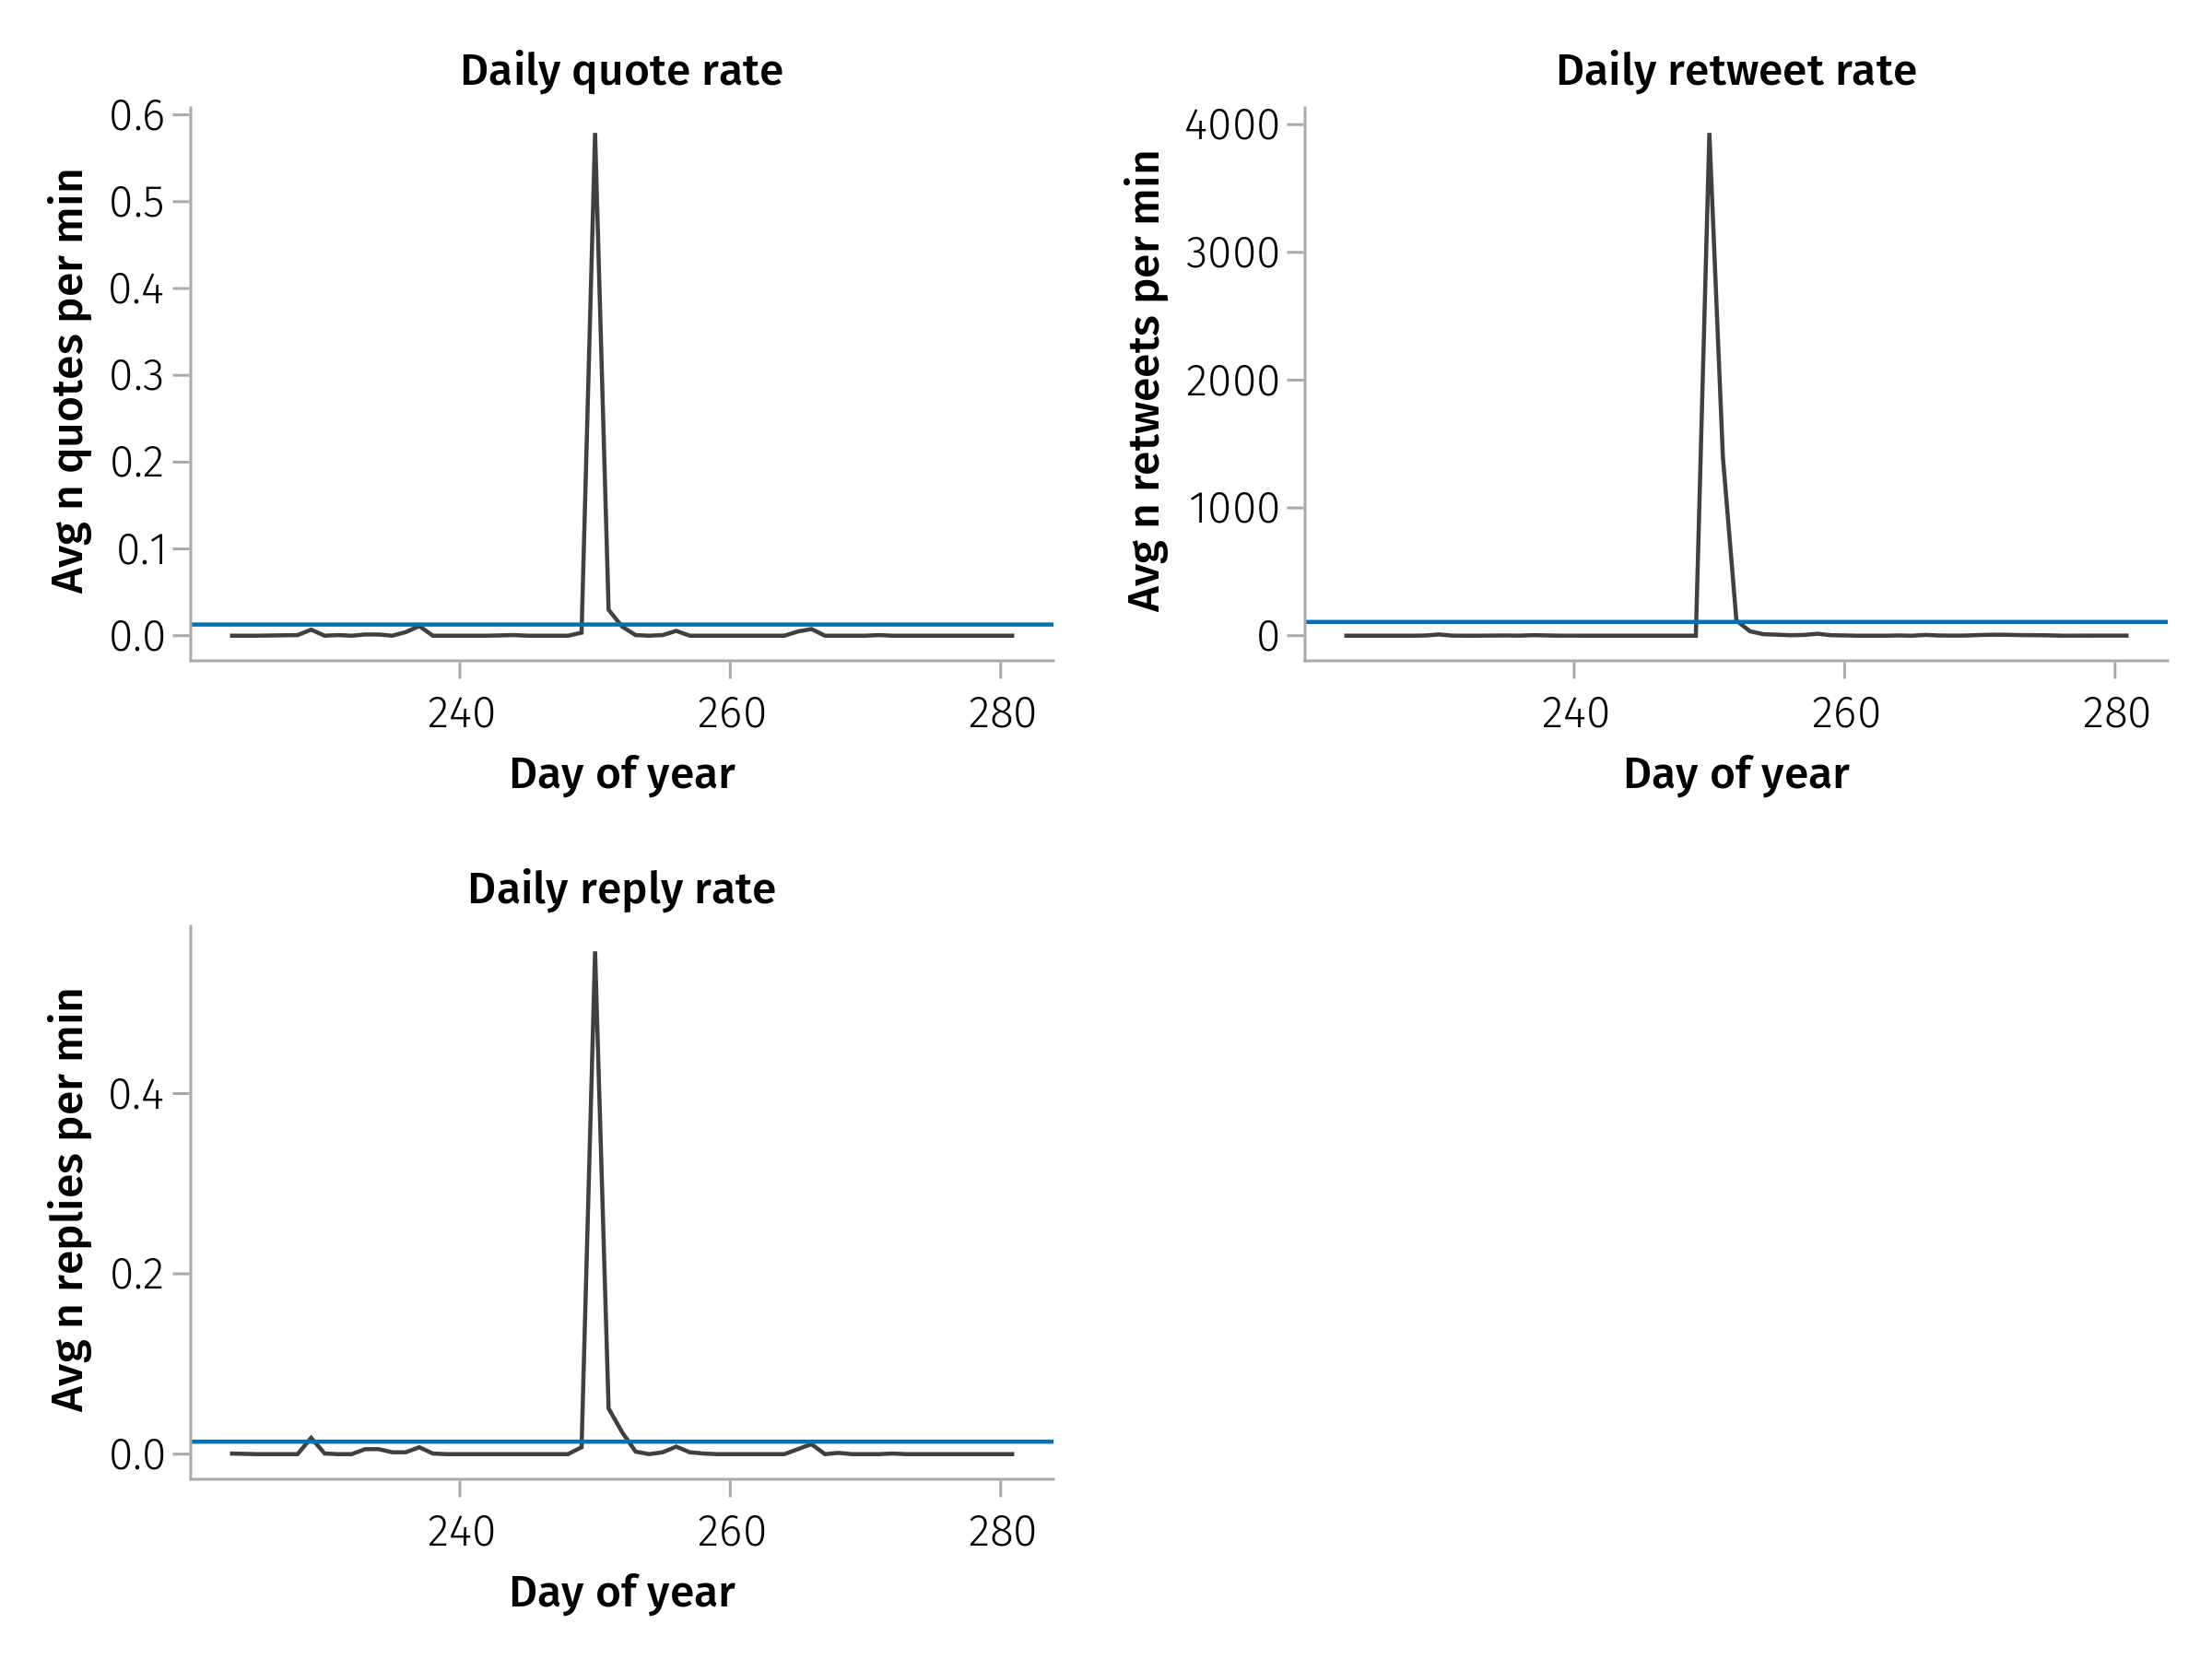 Daily quote rate
Avg n quotes per min
0.6
0.5
0.4
0.3
0.2
0.1
0.0
240 260 280
Day of year
Daily retweet rate
Avg n retweets per min
4000
3000
2000
1000
0
240 260 280
Day of year
Daily reply rate
Avg n replies per min
0.4
0.2
0.0
240 260 280
Day of year